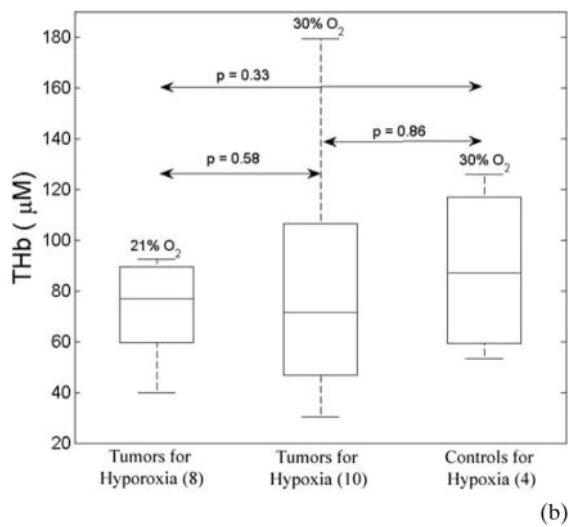 180
160
140
120
100
80
60
40
20
THb ( μM)
30% O2
p = 0.33
p = 0.86
30% O2
p = 0.58
21% O2
Tumors for
Hyporoxia (8)
Tumors for
Hypoxia (10)
Controls for
Hypoxia (4)
(b)